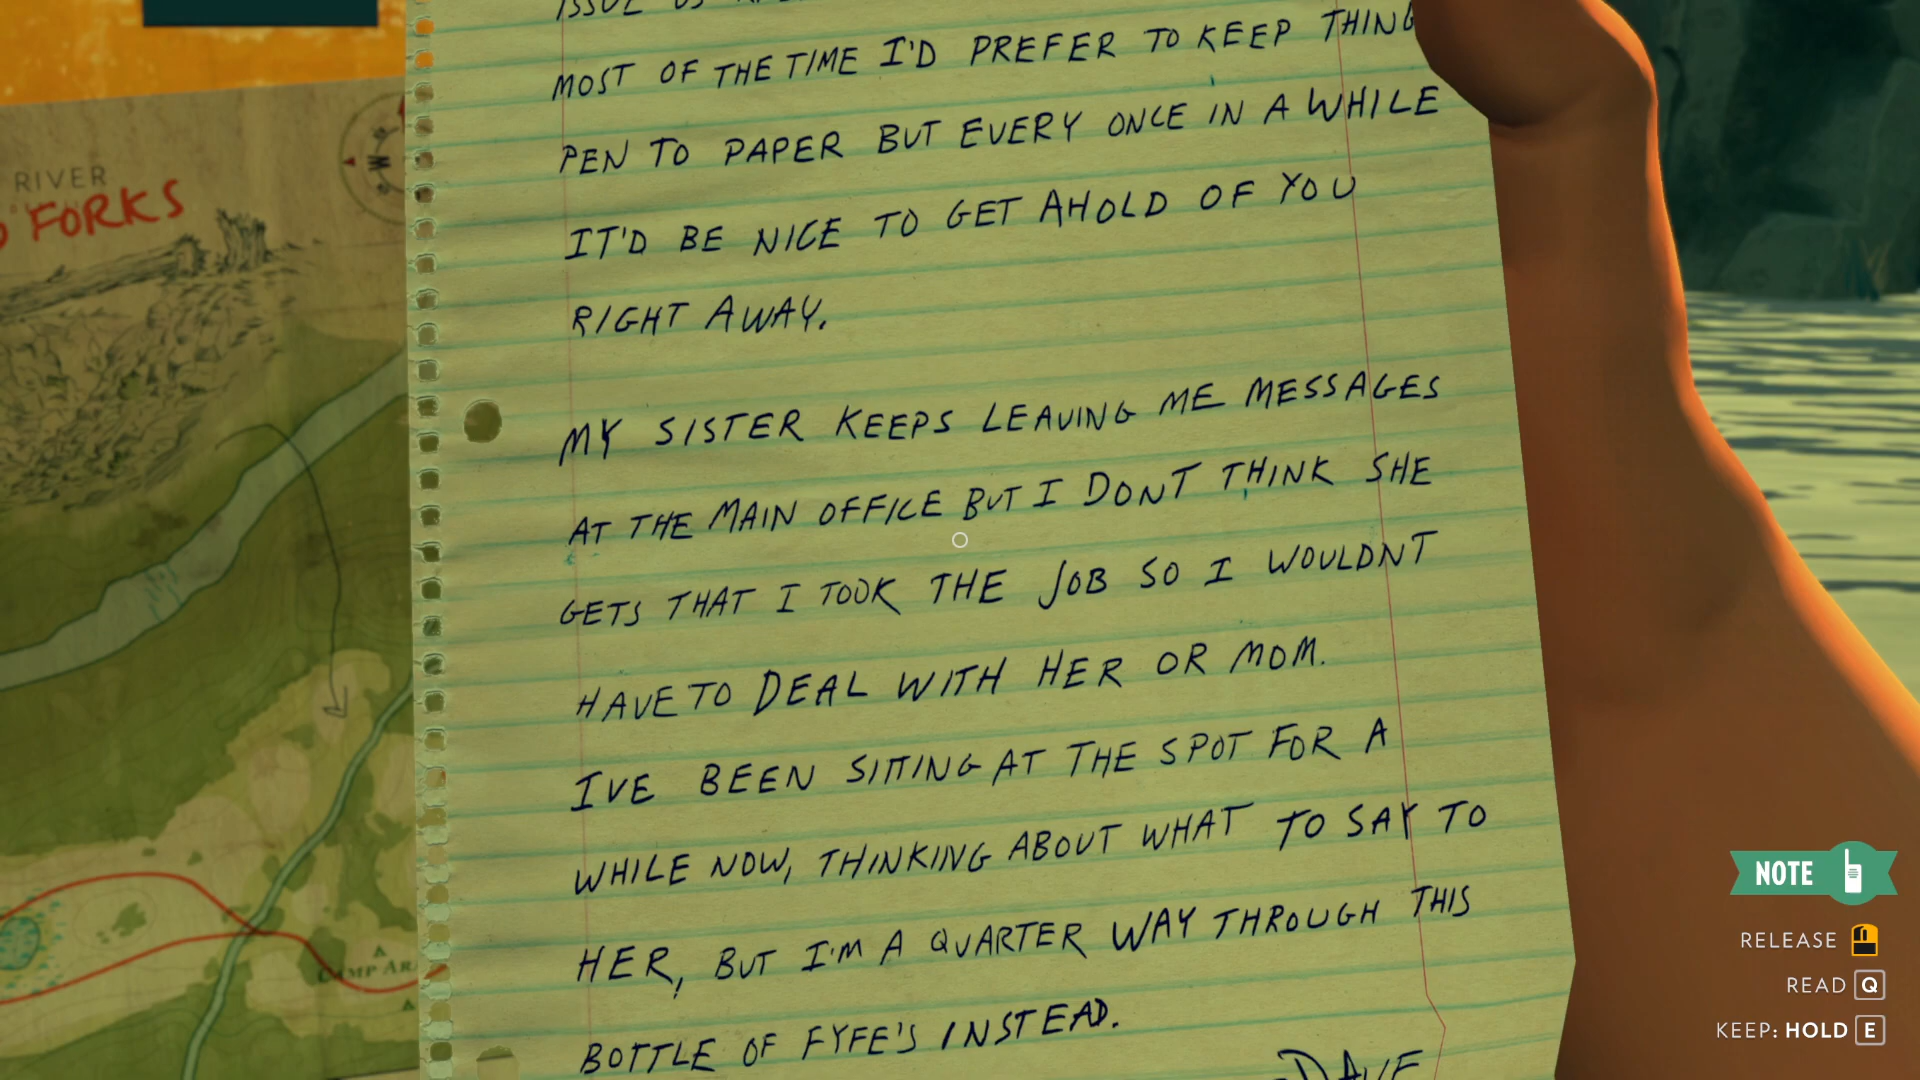 RIVER
FORKS
MOST OF THE TIME I'D PREFER TO KEEP THING
PEN TO PAPER BUT EVERY ONCE IN A WHILE
IT'D BE NICE TO GET AHOLD OF YOU
RIGHT AWAY.
MY SISTER KEEPS LEAVING ME MESSAGES
AT THE MAIN OFFICE BUT I DONT THINK SHE
GETS THAT I TOOK THE JOB SO I WOULDNT
HAVE TO DEAL WITH HER OR MOM.
IVE BEEN SITTING AT THE SPOT FOR A
WHILE NOW, THINKING ABOUT WHAT TO SAY TO
HER, BUT I'M A QUARTER WAY THROUGH THIS
BOTTLE OF FYFE'S INSTEAD.
DAVE
CAMP
NOTE
RELEASE
READ Q
KEEP: HOLD E